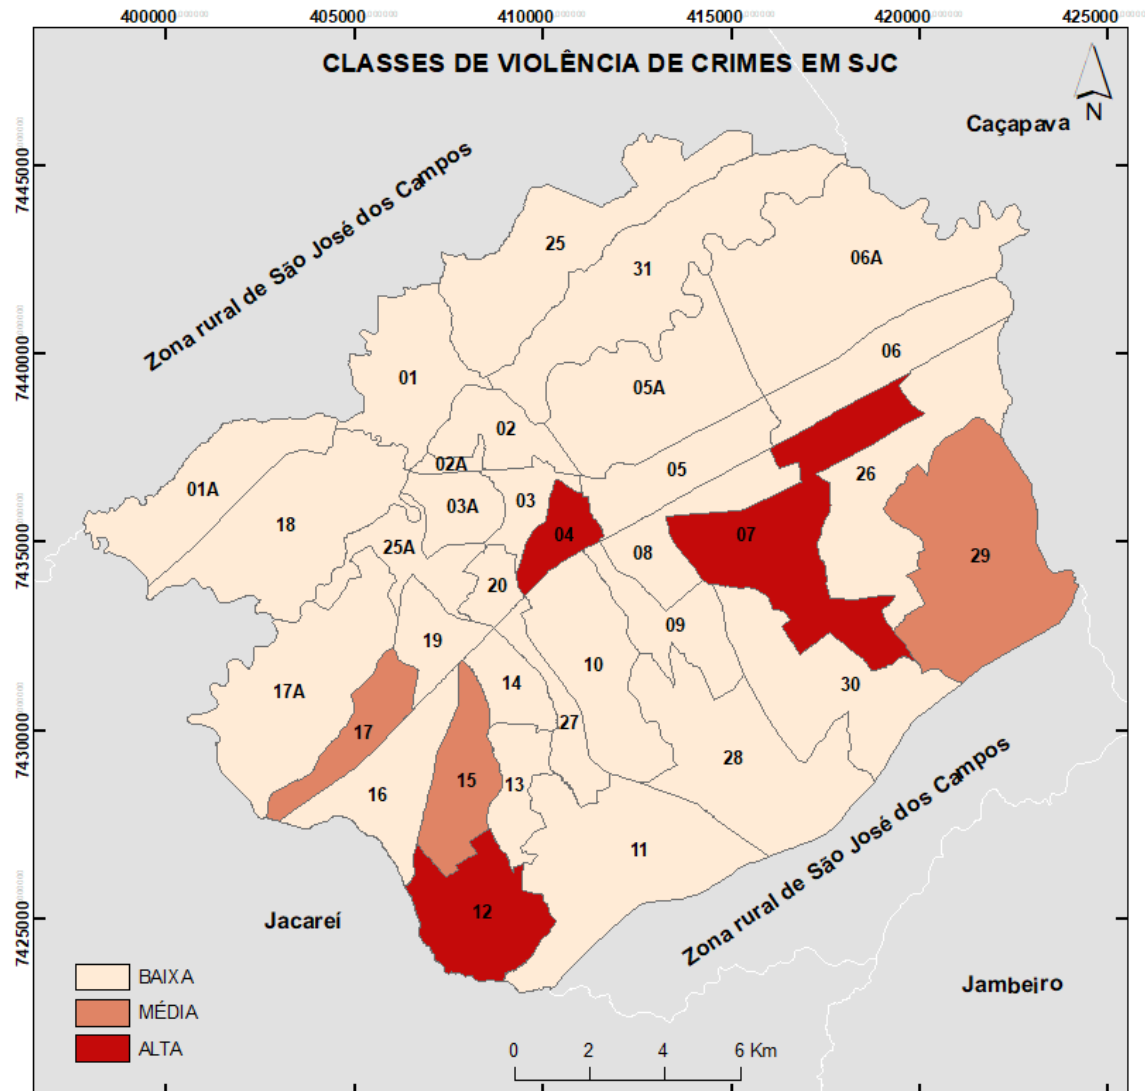 400000 405000 410000 415000 420000 425000
CLASSES DE VIOLÊNCIA DE CRIMES EM SJC
N
Caçapava
7445000
Zona rural de São José dos Campos
25
31
06A
7440000
06
01
05A
02
02A
05
26
01A
03A
03
18
04
07
7435000
25A
08
29
20
09
19
10
17A
14
30
27
17
7430000
28
15
13
16
11
Zona rural de São José dos Campos
12
Jacareí
7425000
BAIXA
Jambeiro
MÉDIA
ALTA
0 2 4 6 Km